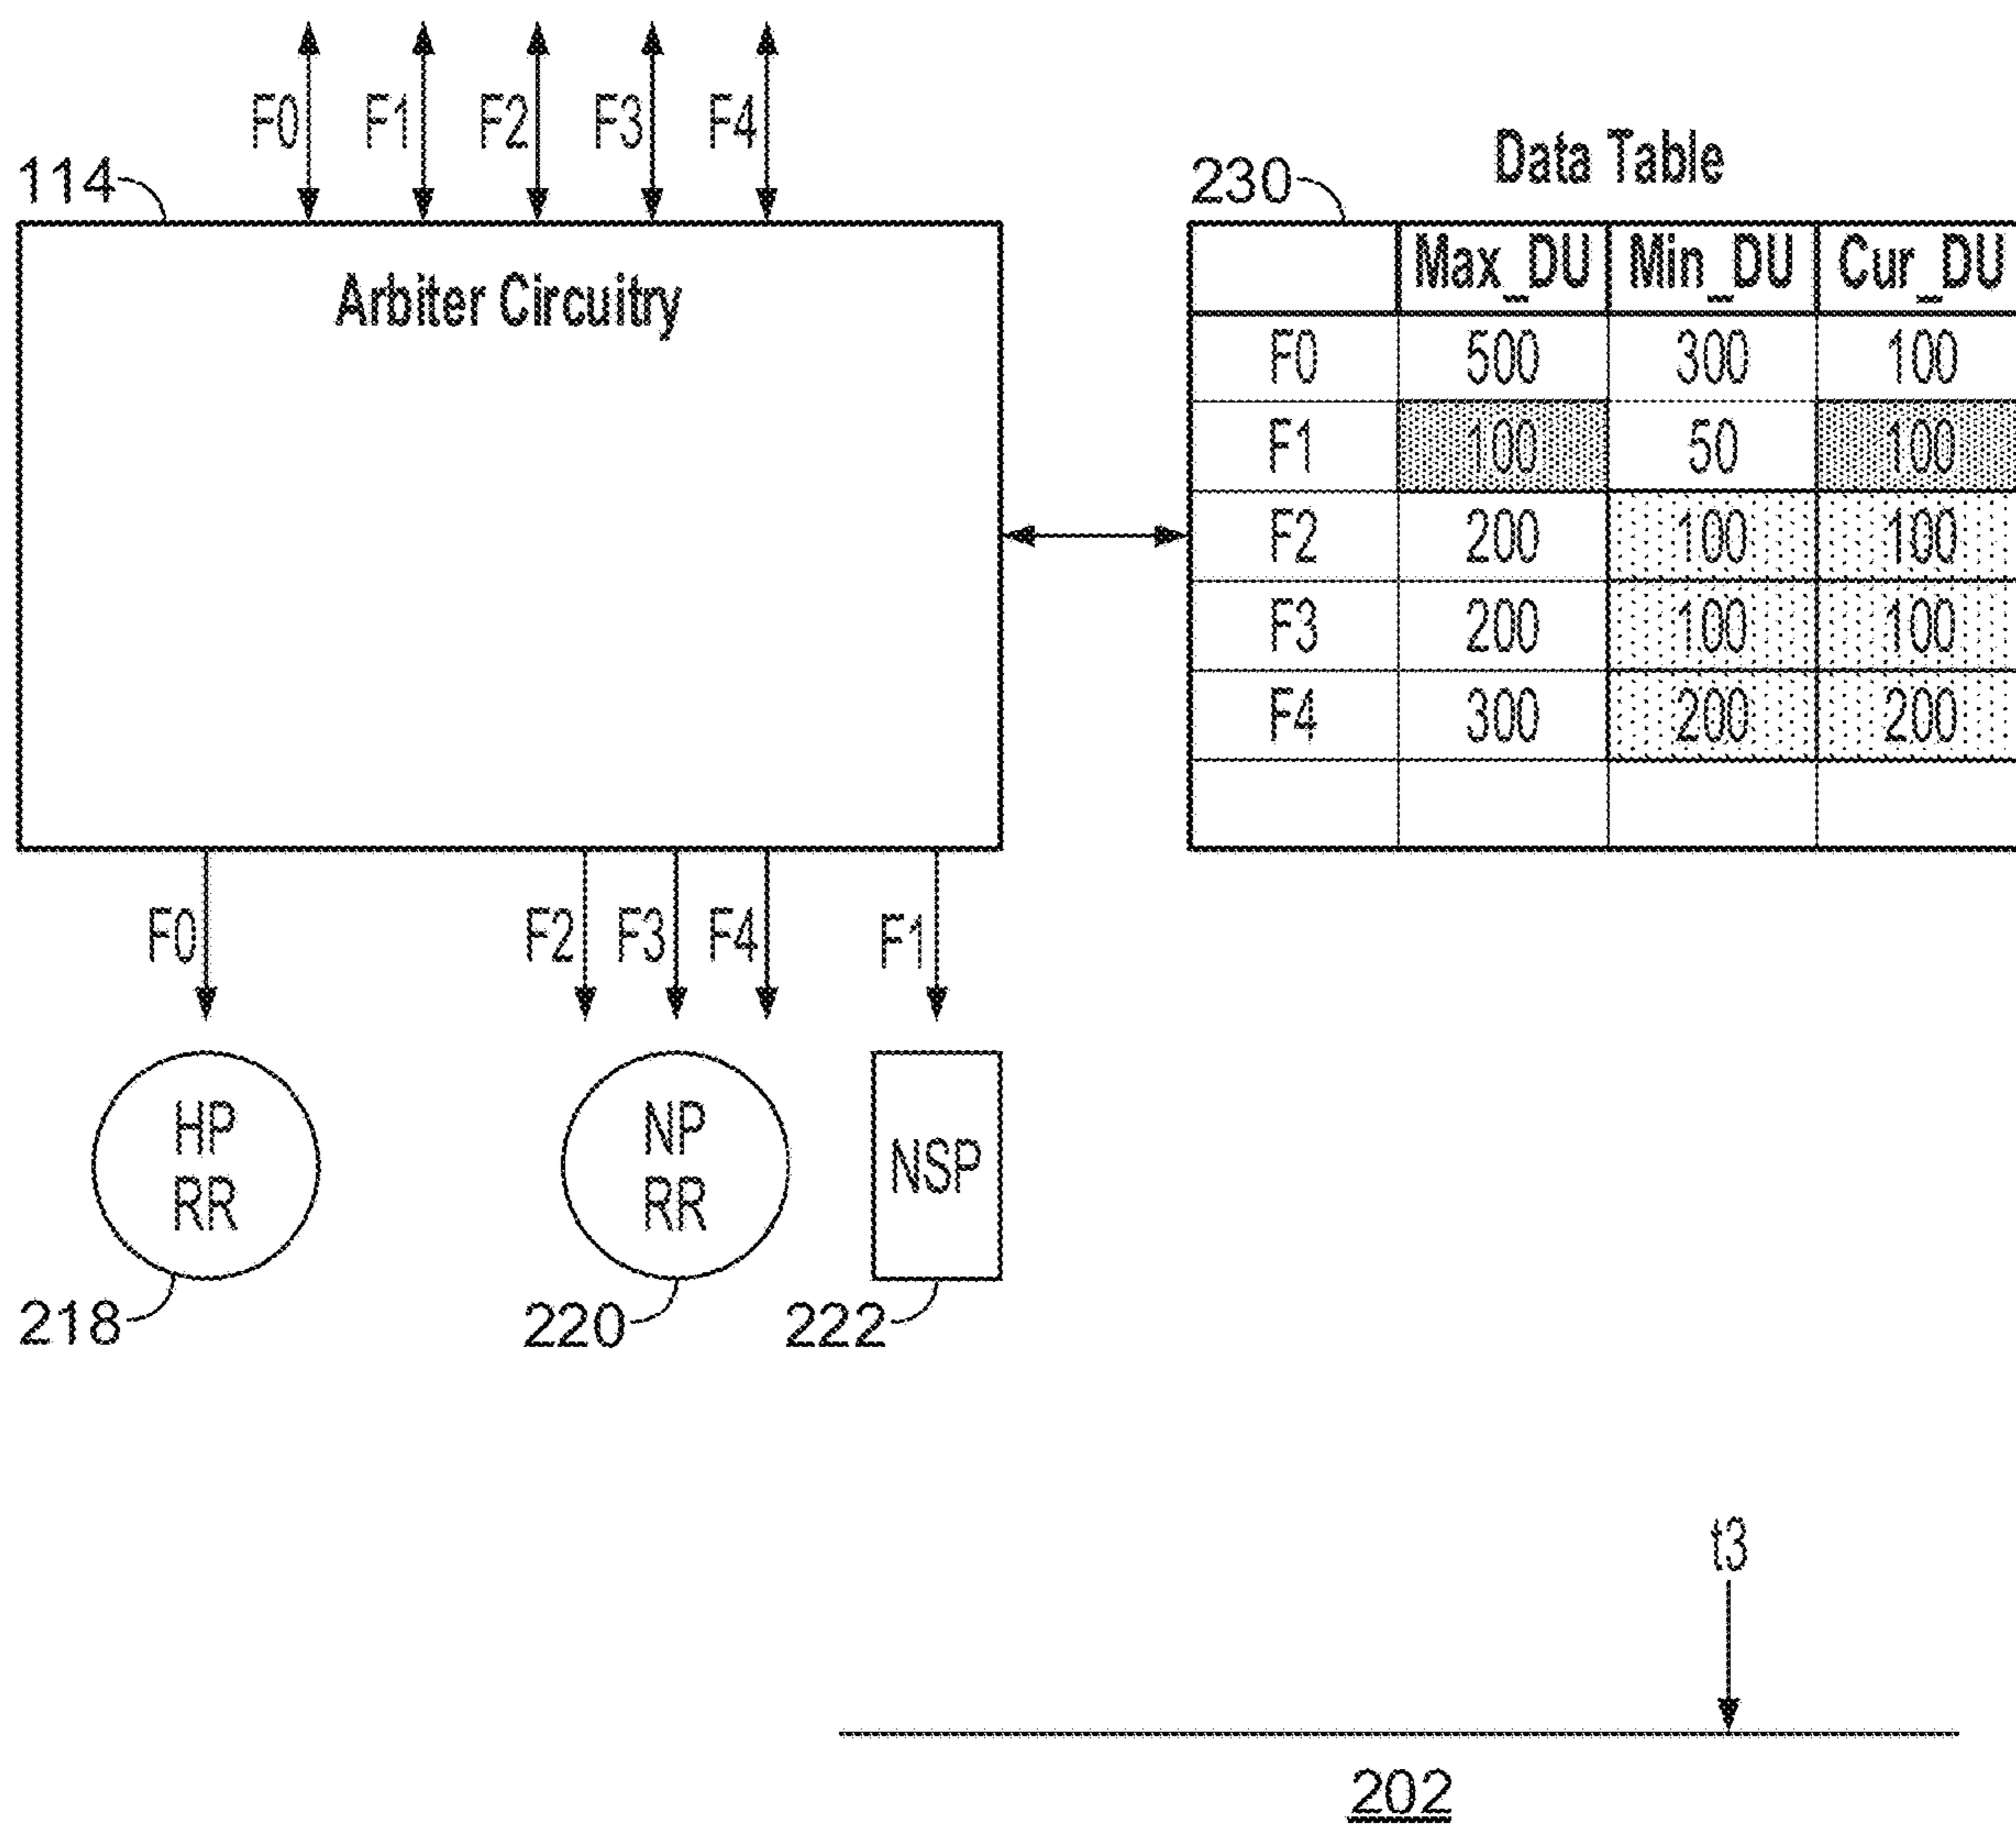 F0 F1 F2 F3 F4
114
Arbiter Circuitry
Data Table
230
Max_DU Min_DU Cur_DU
F0 500 300 100
F1 100 50 100
F2 200 100 100
F3 200 100 100
F4 300 200 200
F0 F2 F3 F4 F1
HP
RR
NP
RR
NSP
218 220 222
t3
202